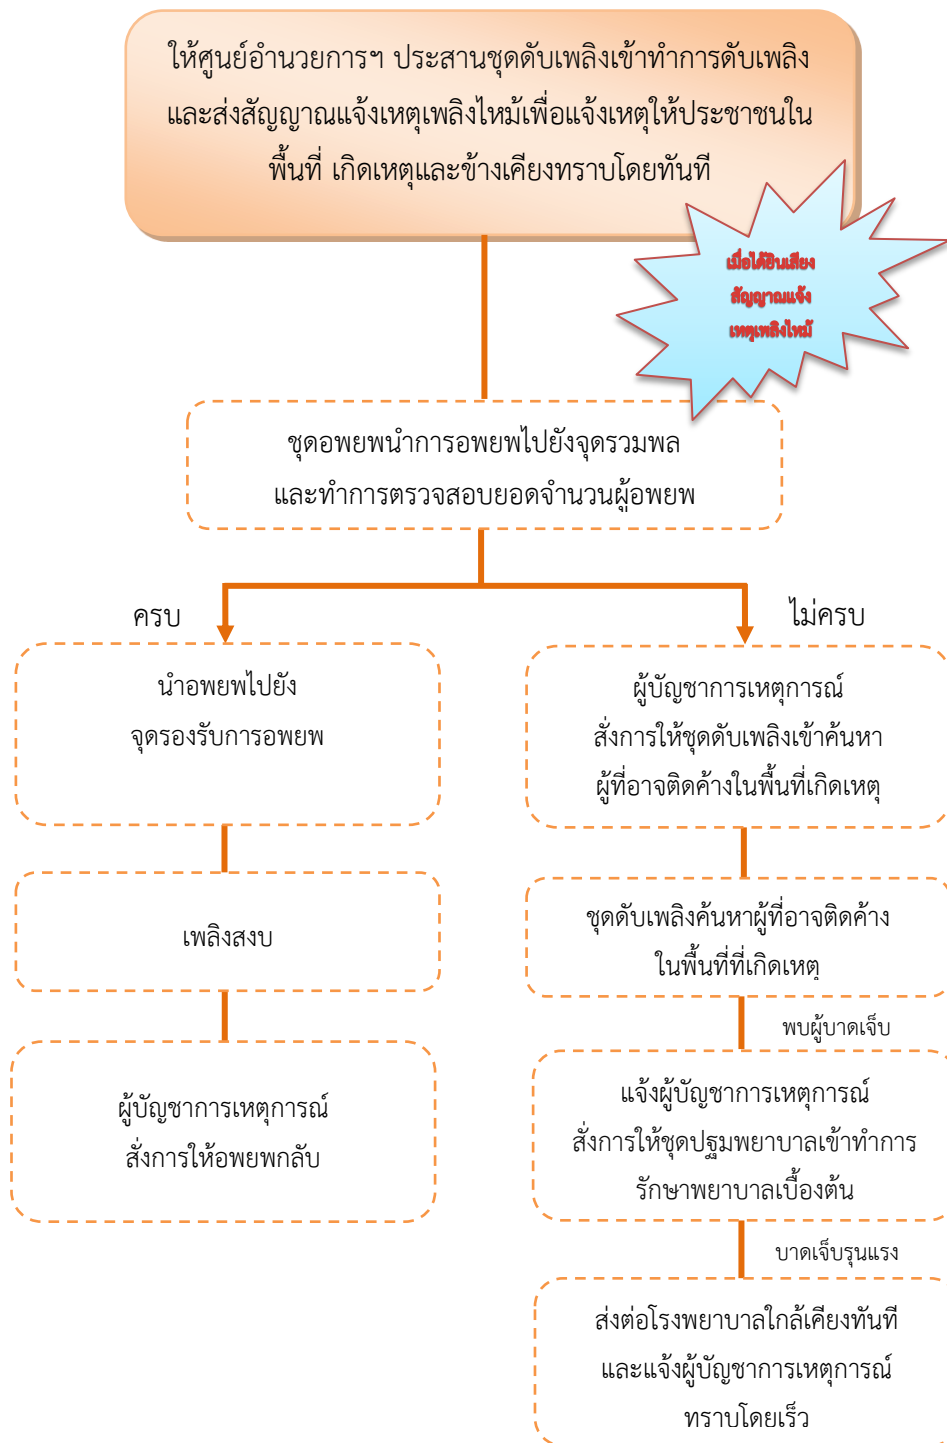 ให้ศูนย์อำนวยการฯ ประสานชุดดับเพลิงเข้าทำการดับเพลิง
และส่งสัญญาณแจ้งเหตุเพลิงไหม้เพื่อแจ้งเหตุให้ประชาชนใน
พื้นที่ เกิดเหตุและข้างเคียงทราบโดยทันที
เมื่อได้ยินเสียง
สัญญาณแจ้ง
เหตุเพลิงไหม้
ชุดอพยพนำการอพยพไปยังจุดรวมพล
และทำการตรวจสอบยอดจำนวนผู้อพยพ
ครบ
นำอพยพไปยัง
จุดรองรับการอพยพ
เพลิงสงบ
ผู้บัญชาการเหตุการณ์
สั่งการให้อพยพกลับ
ไม่ครบ
ผู้บัญชาการเหตุการณ์
สั่งการให้ชุดดับเพลิงเข้าค้นหา
ผู้ที่อาจติดค้างในพื้นที่เกิดเหตุ
ชุดดับเพลิงค้นหาผู้ที่อาจติดค้าง
ในพื้นที่ที่เกิดเหตุ
พบผู้บาดเจ็บ
แจ้งผู้บัญชาการเหตุการณ์
สั่งการให้ชุดปฐมพยาบาลเข้าทำการ
รักษาพยาบาลเบื้องต้น
บาดเจ็บรุนแรง
ส่งต่อโรงพยาบาลใกล้เคียงทันที
และแจ้งผู้บัญชาการเหตุการณ์
ทราบโดยเร็ว